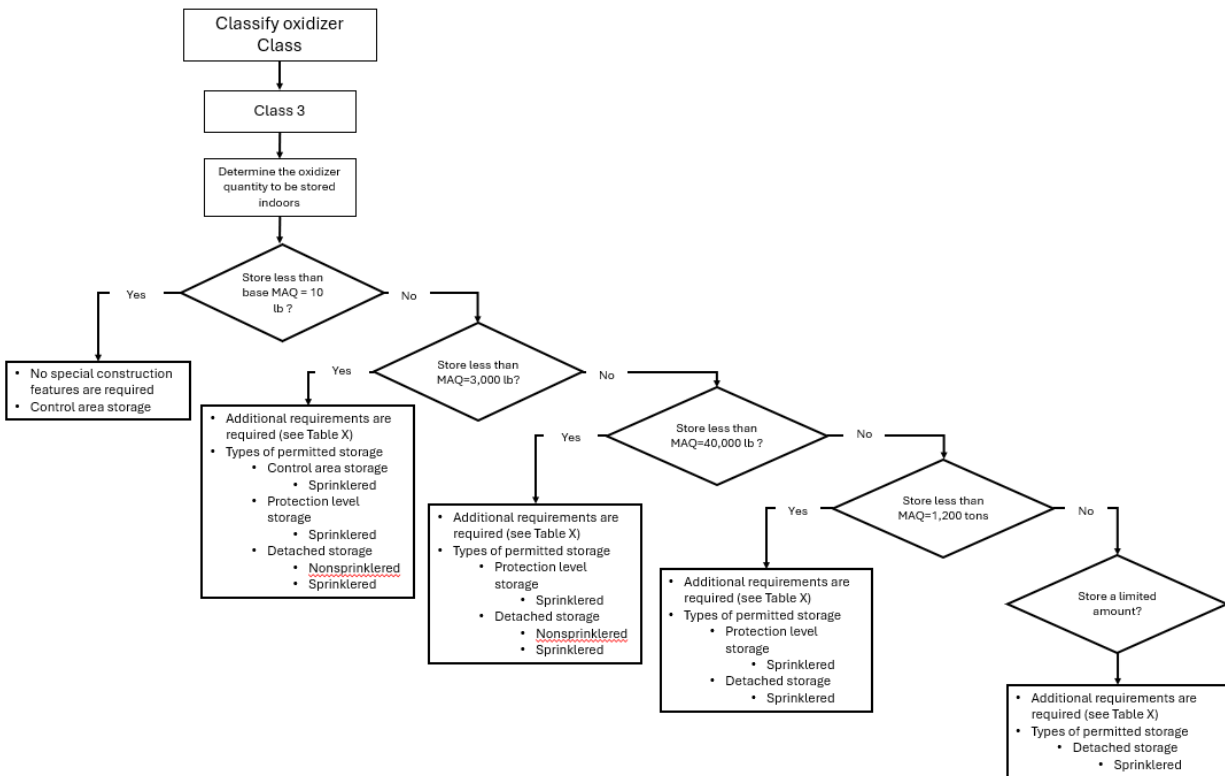 Classify oxidizer
Class
Class 3
Determine the oxidizer
quantity to be stored
indoors
Store less than
base MAQ = 10
lb ?
Yes
No
• No special construction
features are required
• Control area storage
Store less than
MAQ=3,000 lb?
Yes
No
• Additional requirements are
required (see Table X)
• Types of permitted storage
• Control area storage
• Sprinklered
• Protection level
storage
• Sprinklered
• Detached storage
• Nonsprinklered
• Sprinklered
Store less than
MAQ=40,000 lb ?
Yes
No
• Additional requirements are
required (see Table X)
• Types of permitted storage
• Protection level
storage
• Sprinklered
• Detached storage
• Nonsprinklered
• Sprinklered
Store less than
MAQ=1,200 tons
Yes
No
• Additional requirements are
required (see Table X)
• Types of permitted storage
• Protection level
storage
• Sprinklered
• Detached storage
• Sprinklered
Store a limited
amount?
• Additional requirements are
required (see Table X)
• Types of permitted storage
• Detached storage
• Sprinklered